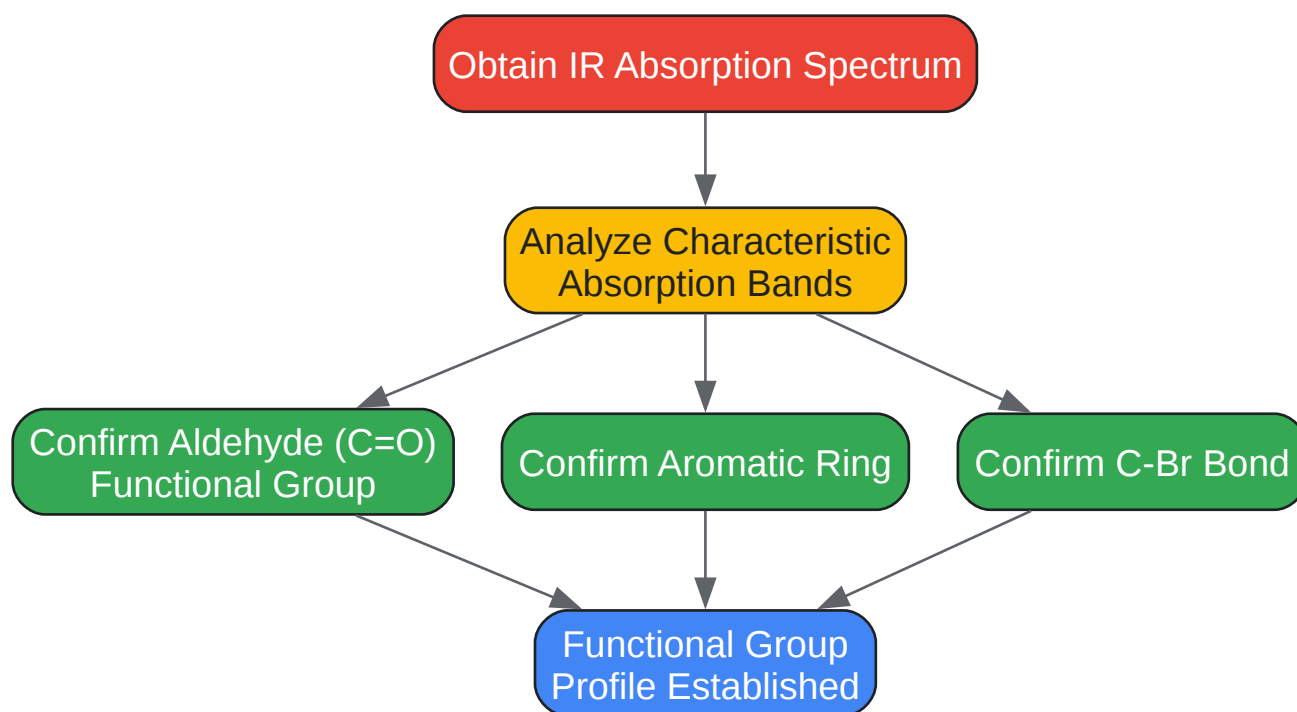 Obtain IR Absorption Spectrum
Analyze Characteristic
Absorption Bands
Confirm Aldehyde (C=O)
Functional Group
Confirm Aromatic Ring
Confirm C-Br Bond
Functional Group
Profile Established